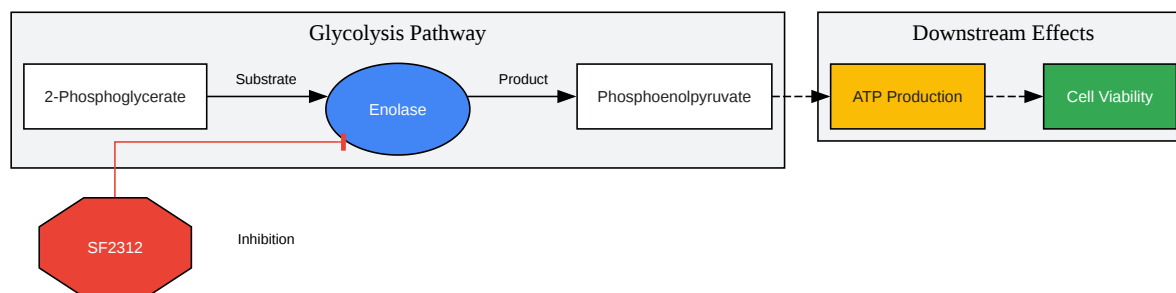 Glycolysis Pathway
Downstream Effects
2-Phosphoglycerate
Substrate
Enolase
Product
Phosphoenolpyruvate
ATP Production
Cell Viability
SF2312
Inhibition